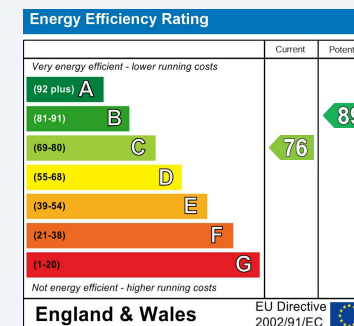 Energy Efficiency Rating
Current
Very energy efficient - lower running costs
(92 plus) A
(81-91) B
89
(69-80) C
76
(55-68) D
(39-54) E
(21-38) F
(1-20) G
Not energy efficient - higher running costs
England & Wales
EU Directive
2002/91/EC